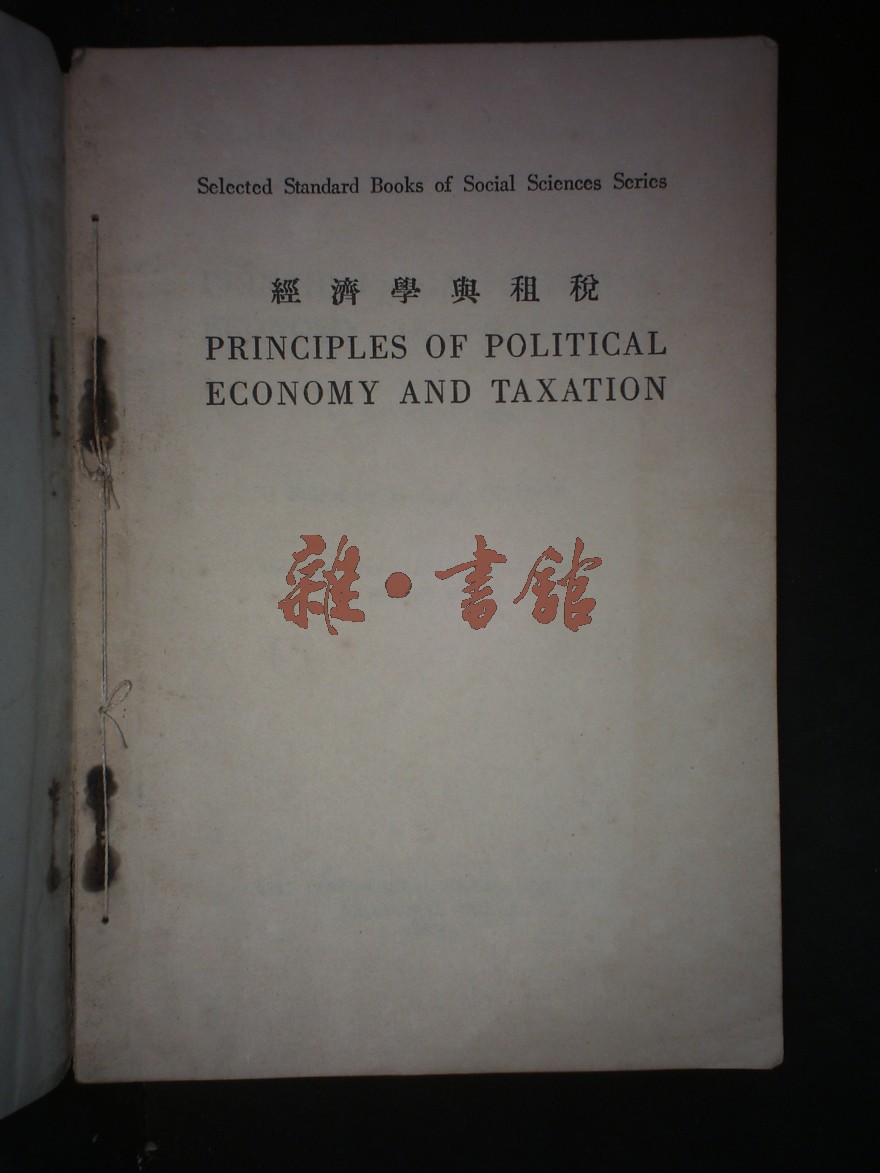 Selected Standard Books of Social Sciences Series
經濟學與租稅
PRINCIPLES OF POLITICAL
ECONOMY AND TAXATION
雜·書館